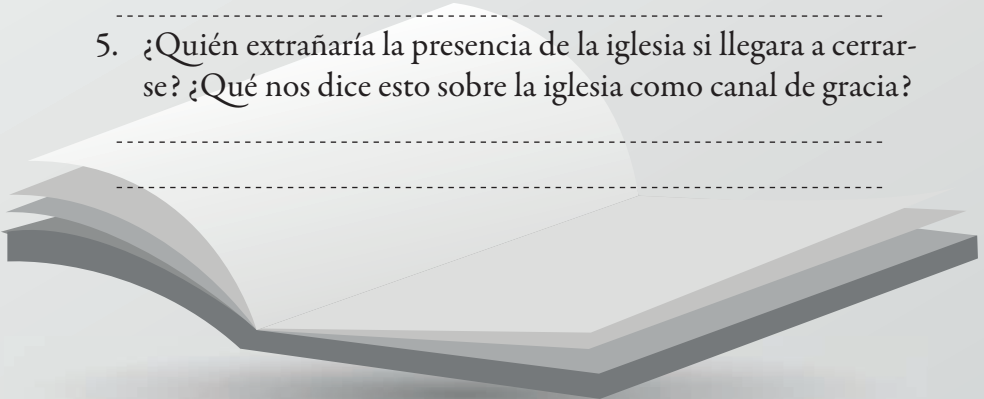 5. ¿Quién extrañaría la presencia de la iglesia si llegara a cerrar-
se? ¿Qué nos dice esto sobre la iglesia como canal de gracia?